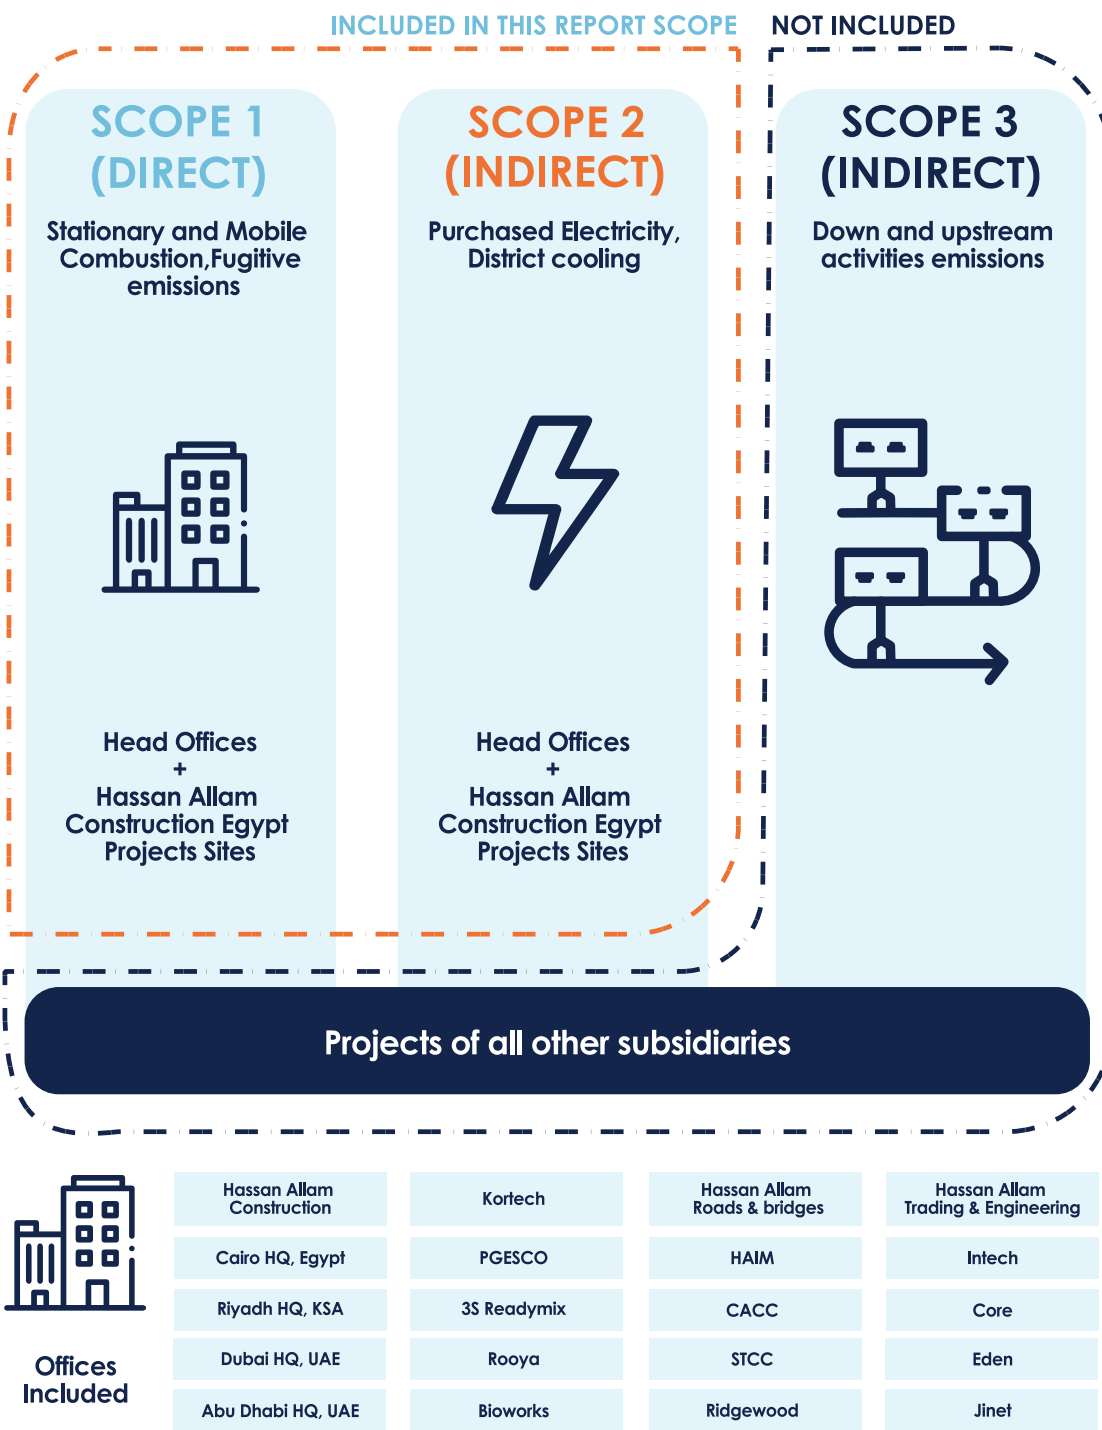 INCLUDED IN THIS REPORT SCOPE
NOT INCLUDED
SCOPE 1
(DIRECT)
Stationary and Mobile
Combustion,Fugitive
emissions
Head Offices
+
Hassan Allam
Construction Egypt
Projects Sites
SCOPE 2
(INDIRECT)
Purchased Electricity,
District cooling
Head Offices
+
Hassan Allam
Construction Egypt
Projects Sites
SCOPE 3
(INDIRECT)
Down and upstream
activities emissions
Projects of all other subsidiaries
Offices
Included
Hassan Allam
Construction
Kortech
Hassan Allam
Roads & bridges
Hassan Allam
Trading & Engineering
Cairo HQ, Egypt
PGESCO
HAIM
Intech
Riyadh HQ, KSA
3S Readymix
CACC
Core
Dubai HQ, UAE
Rooya
STCC
Eden
Abu Dhabi HQ, UAE
Bioworks
Ridgewood
Jinet